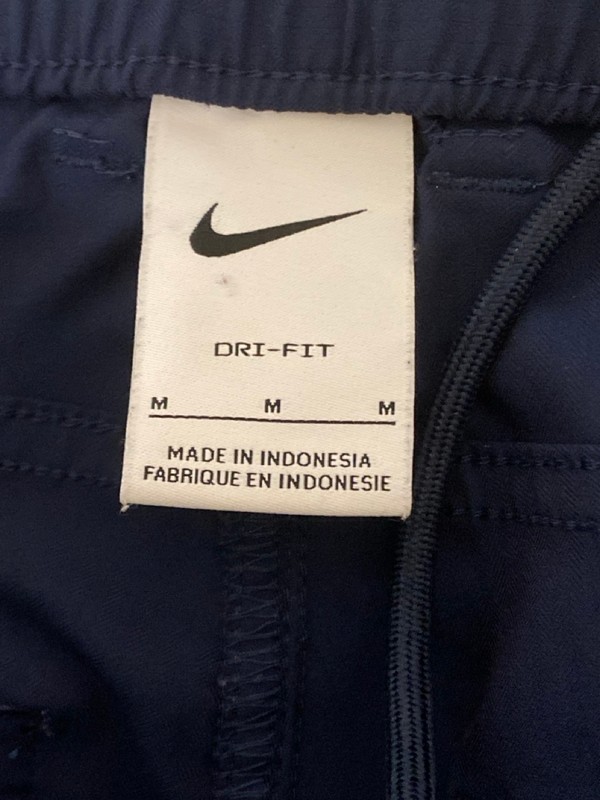 DRI-FIT
M M M
MADE IN INDONESIA
FABRIQUE EN INDONESIE